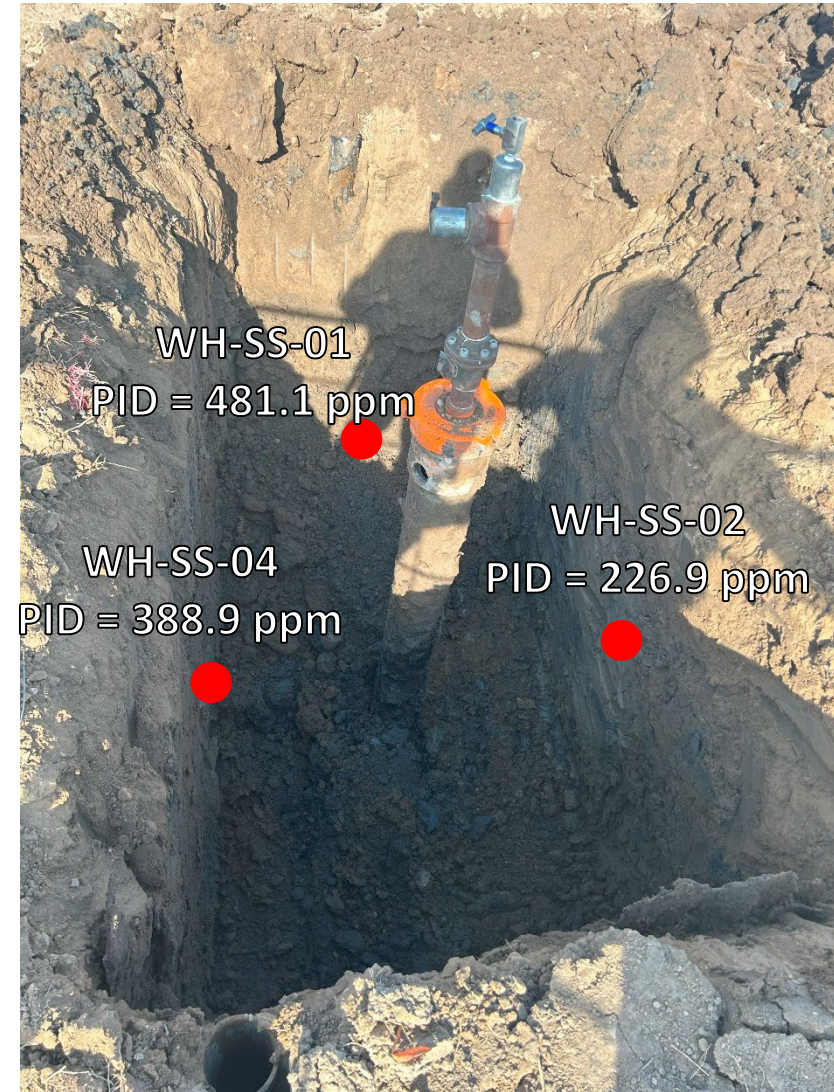 WH-SS-01
PID = 481.1 ppm
WH-SS-02
PID = 226.9 ppm
WH-SS-04
PID = 388.9 ppm